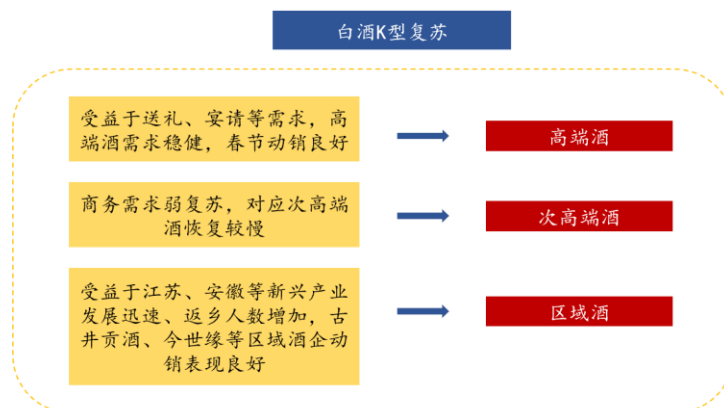 白酒K型复苏
受益于送礼、宴请等需求，高
端酒需求稳健，春节动销良好
高端酒
商务需求弱复苏，对应次高端
酒恢复较慢
次高端酒
受益于江苏、安徽等新兴产业
发展迅速、返乡人数增加，古
井贡酒、今世缘等区域酒企动
销表现良好
区域酒